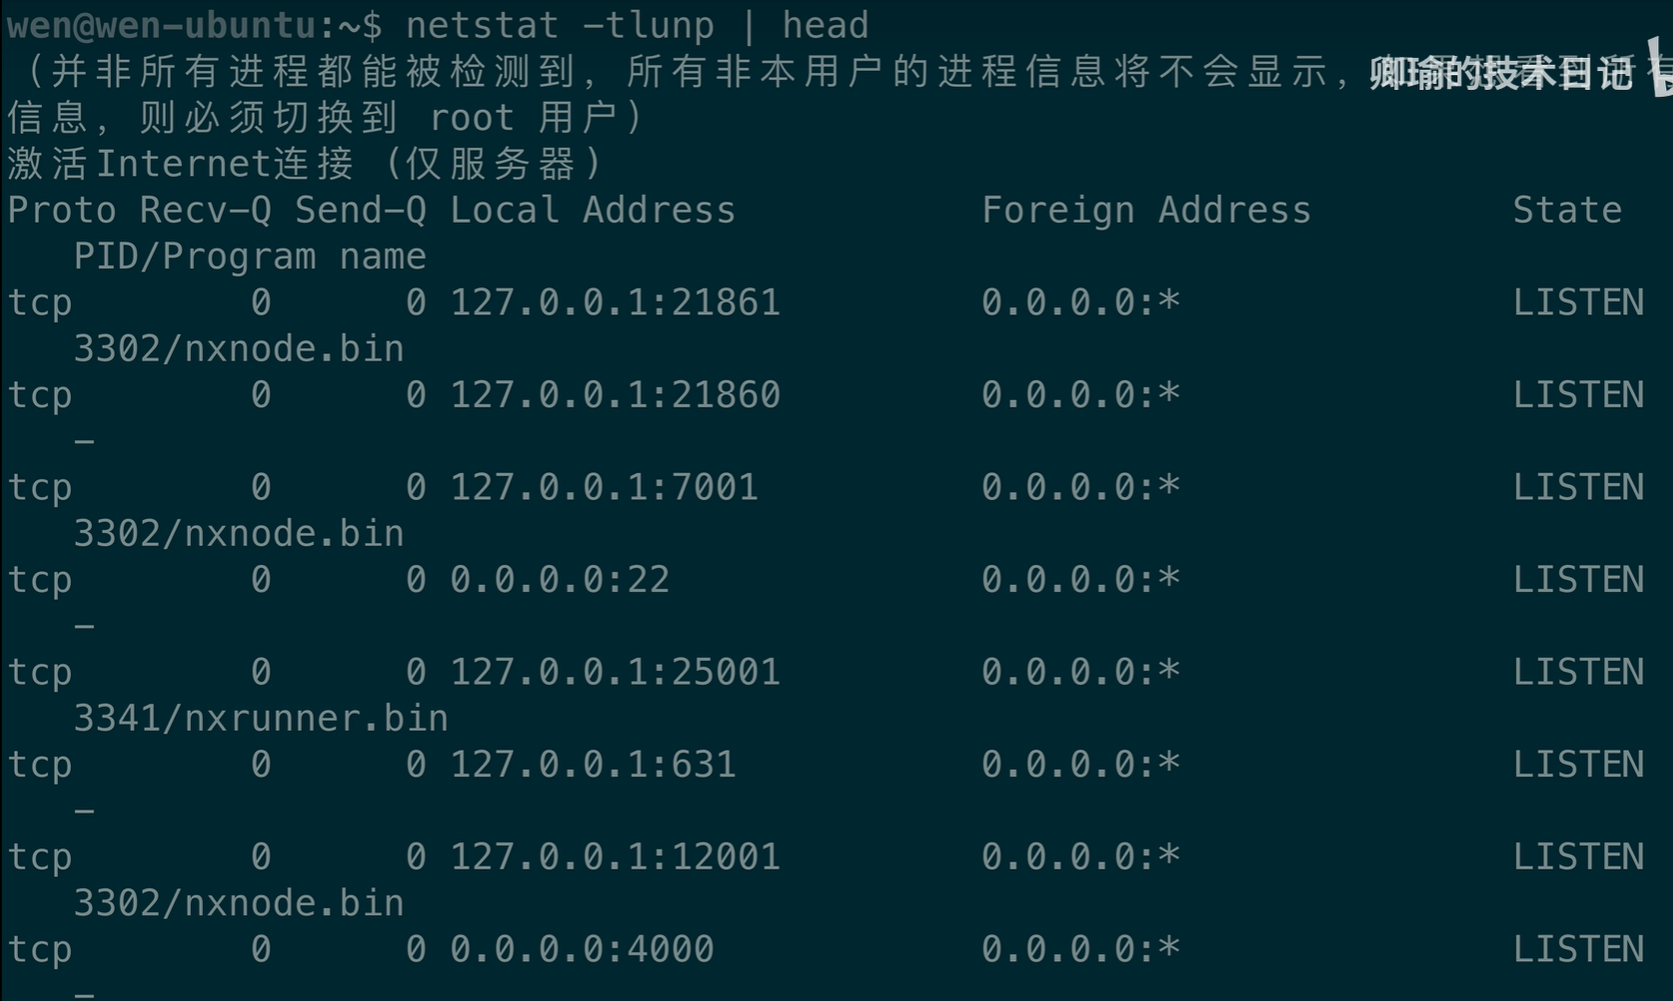 wen@wen-ubuntu:~$ netstat -tlunp | head
（并非所有进程都能被检测到，所有非本用户的进程信息将不会显示，
卿瑜的技术日记
信息，则必须切换到 root 用户）
激活Internet连接 (仅服务器)
Proto Recv-Q Send-Q Local Address           Foreign Address         State
   PID/Program name
tcp        0      0 127.0.0.1:21861         0.0.0.0:*               LISTEN
   3302/nxnode.bin
tcp        0      0 127.0.0.1:21860         0.0.0.0:*               LISTEN
   -
tcp        0      0 127.0.0.1:7001          0.0.0.0:*               LISTEN
   3302/nxnode.bin
tcp        0      0 0.0.0.0:22              0.0.0.0:*               LISTEN
   -
tcp        0      0 127.0.0.1:25001         0.0.0.0:*               LISTEN
   3341/nxrunner.bin
tcp        0      0 127.0.0.1:631           0.0.0.0:*               LISTEN
   -
tcp        0      0 127.0.0.1:12001         0.0.0.0:*               LISTEN
   3302/nxnode.bin
tcp        0      0 0.0.0.0:4000            0.0.0.0:*               LISTEN
   -